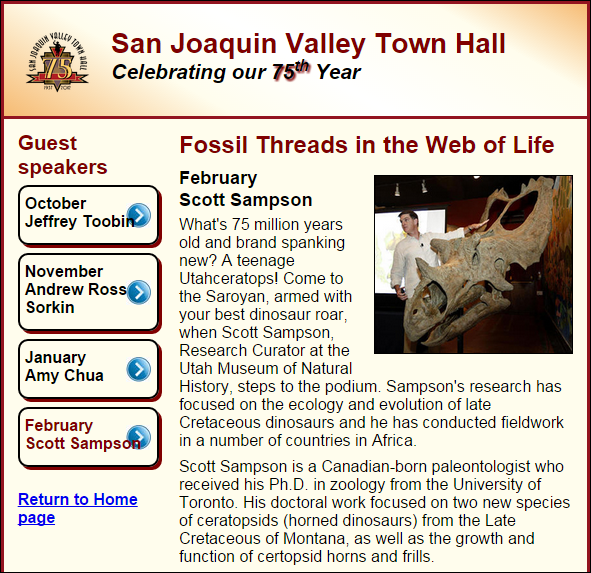 SAN JOAQUIN VALLEY TOWN HALL
75
San Joaquin Valley Town Hall
Celebrating our 75th Year
Guest
speakers
October
Jeffrey Toobin
November
Andrew Ross
Sorkin
January
Amy Chua
February
Scott Sampson
Return to Home
page
Fossil Threads in the Web of Life
February
Scott Sampson
What's 75 million years
old and brand spanking
new? A teenage
Utahceratops! Come to
the Saroyan, armed with
your best dinosaur roar,
when Scott Sampson,
Research Curator at the
Utah Museum of Natural
History, steps to the podium. Sampson's research has
focused on the ecology and evolution of late
Cretaceous dinosaurs and he has conducted fieldwork
in a number of countries in Africa.
Scott Sampson is a Canadian-born paleontologist who
received his Ph.D. in zoology from the University of
Toronto. His doctoral work focused on two new species
of ceratopsids (horned dinosaurs) from the Late
Cretaceous of Montana, as well as the growth and
function of certopsid horns and frills.